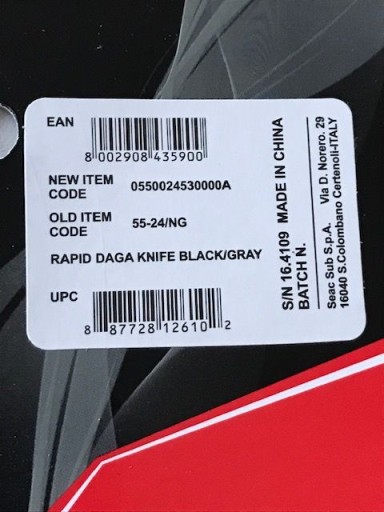 EAN
8 002908 435900
NEW ITEM CODE 0550024530000A
OLD ITEM CODE 55-24/NG
RAPID DAGA KNIFE BLACK/GRAY
UPC
8 87728 12610 2
S/N 16.4109 MADE IN CHINA
BATCH N.
Seac Sub S.p.A. Via D. Norero. 29
16040 S.Colombano Certenoli-ITALY